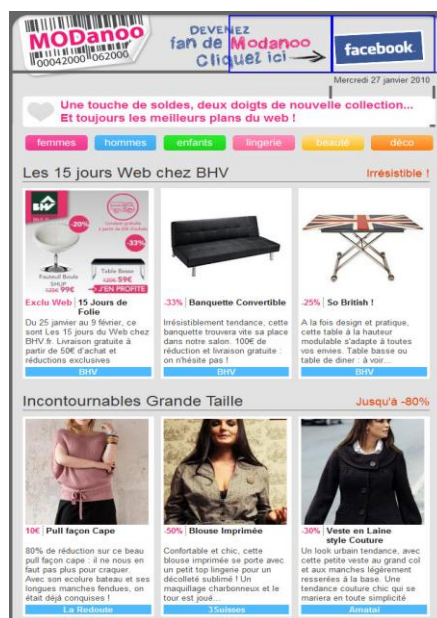 MODanoo
00042000 062000
DEVENEZ
fan de Modanoo
Cliquez ici
facebook
Mercredi 27 janvier 2010
Une touche de soldes, deux doigts de nouvelle collection...
Et toujours les meilleurs plans du web !
femmes hommes enfants lingerie beauté déco
Les 15 jours Web chez BHV
Irrésistible !
-20%
-33%
Fauteuil Boule
99€
Table Basse
59€
J'EN PROFITE
Exclu Web 15 Jours de
Folie
Du 25 janvier au 9 février, ce
sont Les 15 jours du Web chez
BHV.fr. Livraison gratuite à
partir de 50€ d'achat et
réductions exclusives
BHV
-33% Banquette Convertible
Irrésistiblement tendance, cette
banquette trouvera vite sa place
dans notre salon. 100€ de
réduction et livraison gratuite :
on n'hésite pas !
BHV
-25% So British !
A la fois design et pratique,
cette table à la hauteur
modulable s'adapte à toutes
vos envies. Table basse ou
table de diner : à voir...
BHV
Incontournables Grande Taille
Jusqu'à -80%
10€ Pull façon Cape
80% de réduction sur ce beau
pull façon cape : il ne nous en
faut pas plus pour craquer.
Avec son ecolure bateau et ses
longues manches fendues, on
était déjà conquises !
La Redoute
-50% Blouse Imprimée
Confortable et chic, cette
blouse imprimée se porte avec
un petit top lingerie pour un
décolleté sublimé ! Un
maquillage charbonneux et le
tour est joué...
3Suisses
-30% Veste en Laine
style Couture
Un look urbain tendance, avec
cette petite veste au grand col
et aux manches légèrement
resserées à la base. Une
tendance couture chic qui se
mariera en toute simplicité
Amatai